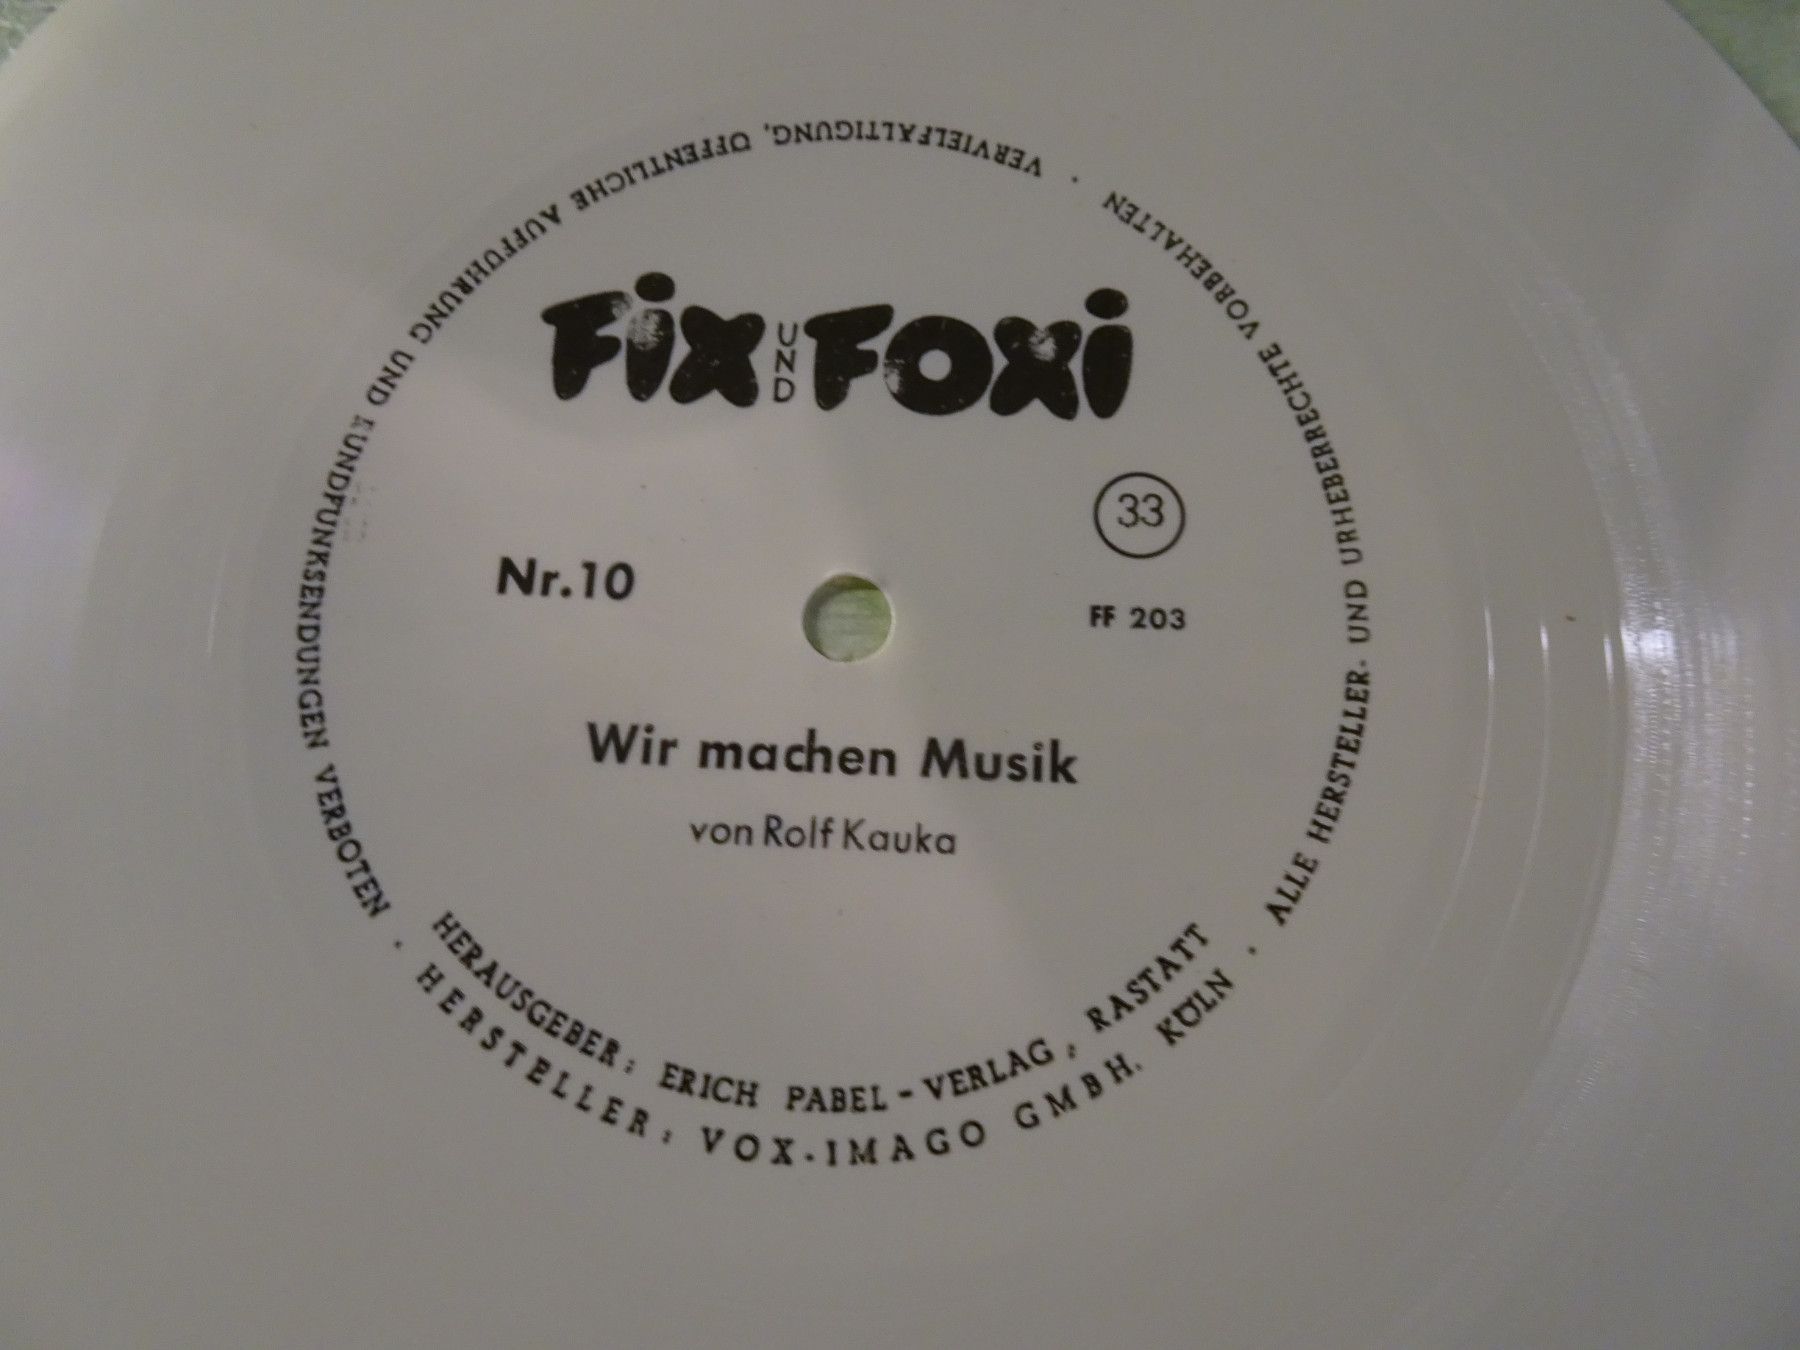 FiX UND FOXi
33
Nr.10
FF 203
Wir machen Musik
von Rolf Kauka
HERAUSGEBER: ERICH PABEL-VERLAG, RASTATT
HERSTELLER: VOX-IMAGO GMBH. KÖLN · ALLE HERSTELLER- UND URHEBERRECHTE VORBEHALTEN · VERVIELFÄLTIGUNG, ÖFFENTLICHE AUFFÜHRUNG UND RUNDFUNKSENDUNGEN VERBOTEN ·